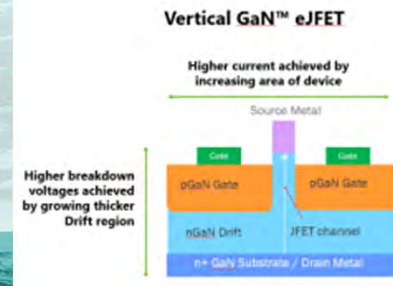 Vertical GaN™ eJFET
Higher current achieved by
increasing area of device
Source Metal
Gate
Gate
Higher breakdown
voltages achieved
by growing thicker
Drift region
pGaN Gate
pGaN Gate
nGaN Drift
JFET channel
n+ GaN Substrate / Drain Metal